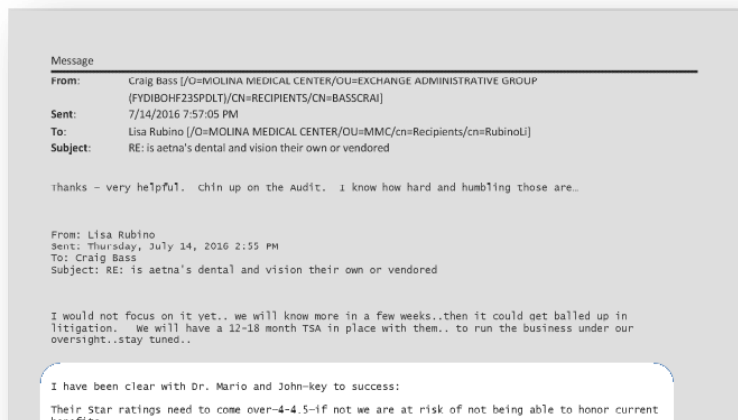 Message
From: Craig Bass [/O=MOLINA MEDICAL CENTER/OU=EXCHANGE ADMINISTRATIVE GROUP
(FYDIBOHF23SPDLT)/CN=RECIPIENTS/CN=BASSCRAI]
Sent: 7/14/2016 7:57:05 PM
To: Lisa Rubino [/O=MOLINA MEDICAL CENTER/OU=MMC/cn=Recipients/cn=RubinoLi]
Subject: RE: is aetna's dental and vision their own or vendored
Thanks – very helpful. Chin up on the Audit. I know how hard and humbling those are…
From: Lisa Rubino
Sent: Thursday, July 14, 2016 2:55 PM
To: Craig Bass
Subject: RE: is aetna's dental and vision their own or vendored
I would not focus on it yet.. we will know more in a few weeks..then it could get balled up in
litigation. We will have a 12-18 month TSA in place with them.. to run the business under our
oversight..stay tuned..
I have been clear with Dr. Mario and John–key to success:
Their Star ratings need to come over–4-4.5–if not we are at risk of not being able to honor current